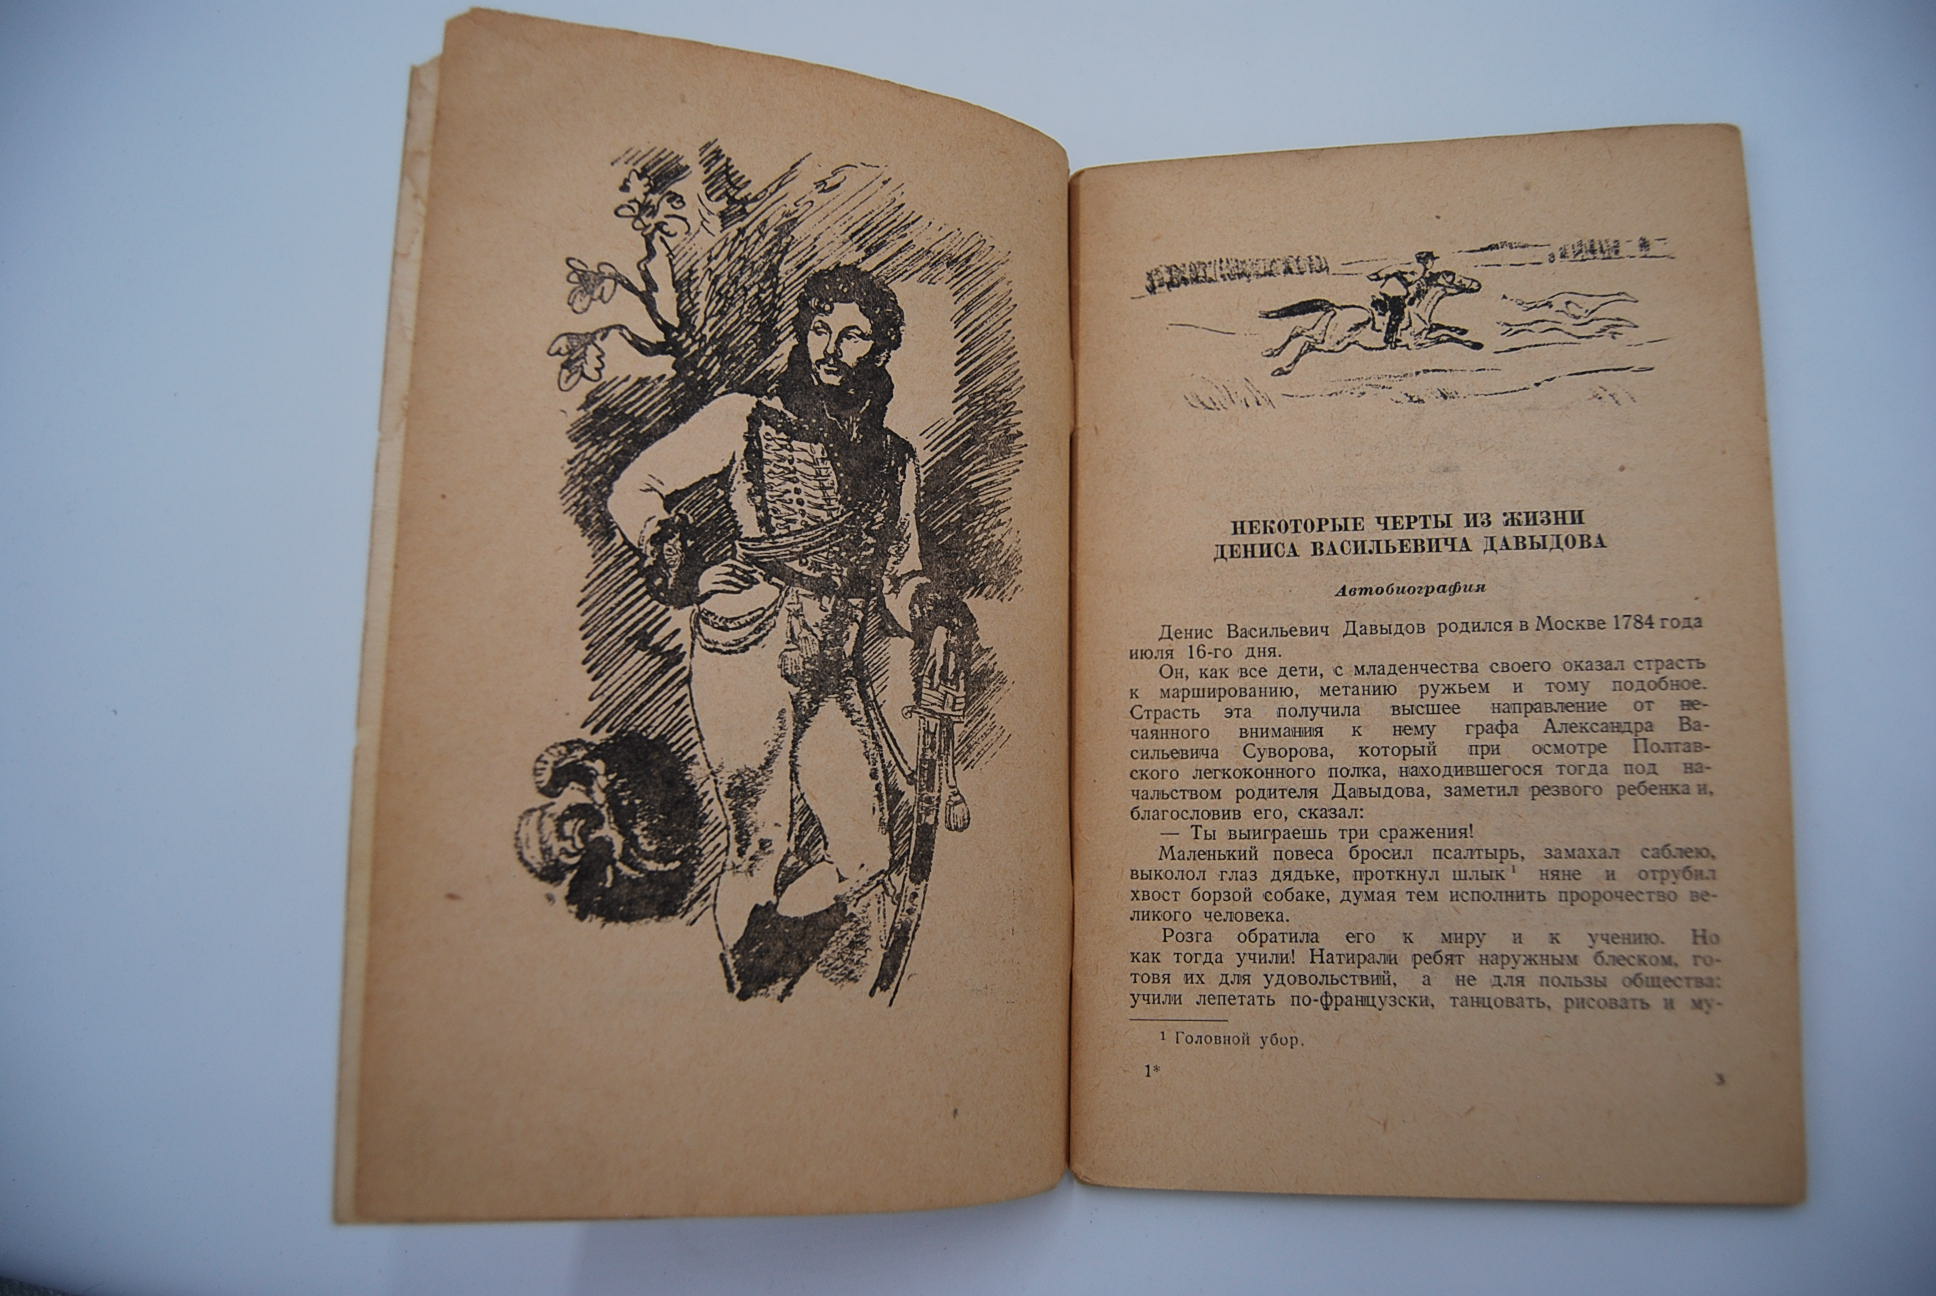 НЕКОТОРЫЕ ЧЕРТЫ ИЗ ЖИЗНИ
ДЕНИСА ВАСИЛЬЕВИЧА ДАВЫДОВА
Автобиография
Денис Васильевич Давыдов родился в Москве 1784 года
июля 16-го дня.
Он, как все дети, с младенчества своего оказал страсть
к маршированию, метанию ружьем и тому подобное.
Страсть эта получила высшее направление от не-
чаянного внимания к нему графа Александра Ва-
сильевича Суворова, который при осмотре Полтав-
ского легкоконного полка, находившегося тогда под на-
чальством родителя Давыдова, заметил резвого ребенка и,
благословив его, сказал:
— Ты выиграешь три сражения!
Маленький повеса бросил псалтырь, замахал саблею,
выколол глаз дядьке, проткнул шлык¹ няне и отрубил
хвост борзой собаке, думая тем исполнить пророчество ве-
ликого человека.
Розга обратила его к миру и к учению. Но
как тогда учили! Натирали ребят наружным блеском, го-
товя их для удовольствий, а не для пользы общества:
учили лепетать по-французски, танцовать, рисовать и му-
¹ Головной убор.
1*
3